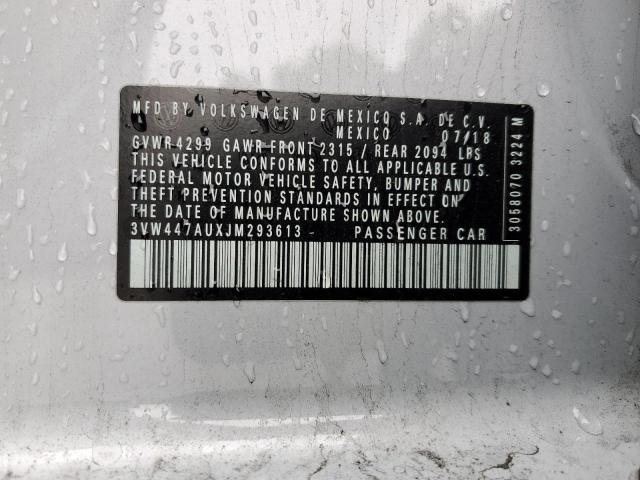 MFD BY VOLKSWAGEN DE MEXICO S.A. DE C.V.
MEXICO 07/18
GVWR 4299 GAWR FRONT 2315 / REAR 2094 LBS
THIS VEHICLE CONFORMS TO ALL APPLICABLE U.S.
FEDERAL MOTOR VEHICLE SAFETY, BUMPER AND
THEFT PREVENTION STANDARDS IN EFFECT ON
THE DATE OF MANUFACTURE SHOWN ABOVE.
3VW447AUXJM293613 - PASSENGER CAR
3058070 3224 M